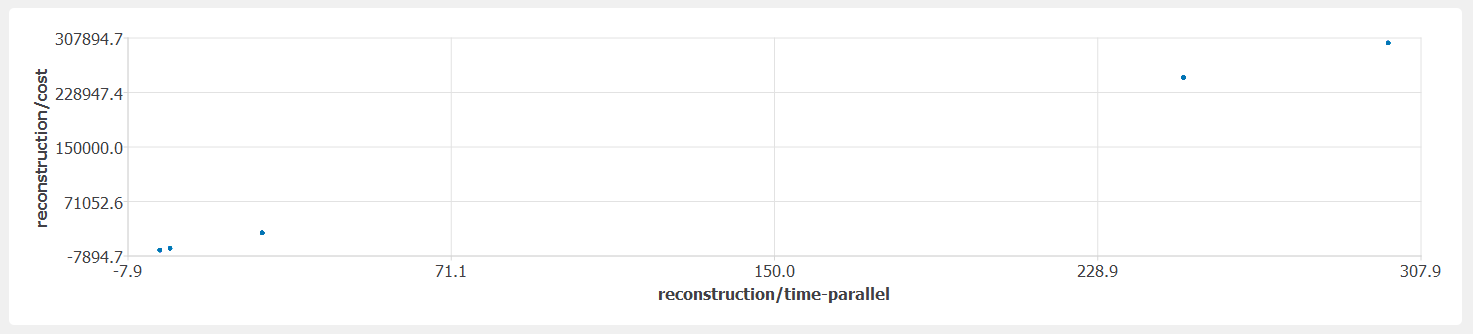 307894.7
228947.4
150000.0
71052.6
-7894.7
reconstruction/cost
-7.9 71.1 150.0 228.9 307.9
reconstruction/time-parallel